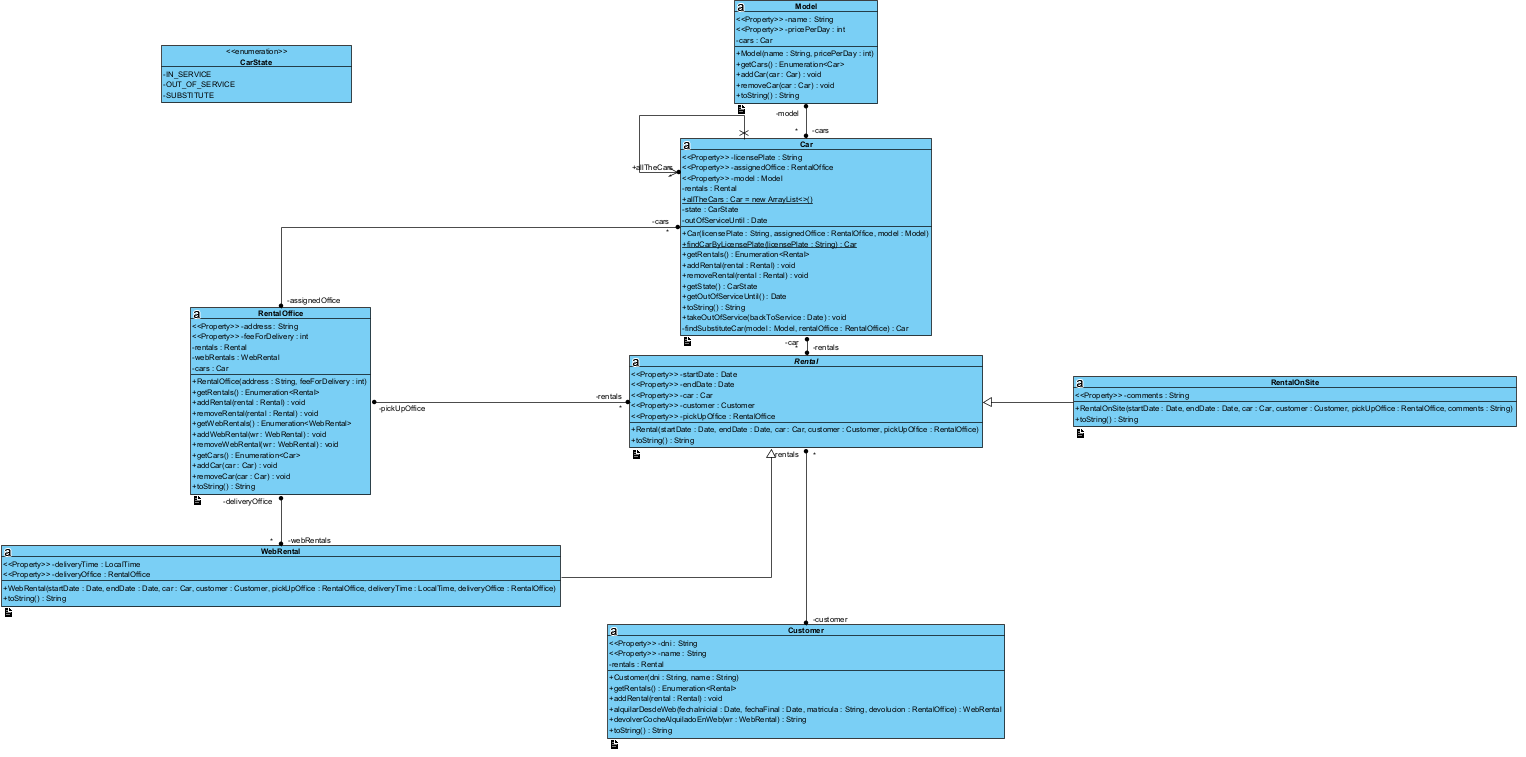 Model
<<Property>> -name : String
<<Property>> -pricePerDay : int
-cars : Car
+Model(name : String, pricePerDay : int)
+getCars() : Enumeration<Car>
+addCar(car : Car) : void
+removeCar(car : Car) : void
+toString() : String
<<enumeration>>
CarState
-IN_SERVICE
-OUT_OF_SERVICE
-SUBSTITUTE
-model
* -cars
+allTheCars
Car
<<Property>> -licensePlate : String
<<Property>> -assignedOffice : RentalOffice
<<Property>> -model : Model
-rentals : Rental
+allTheCars : Car = new ArrayList<>()
-state : CarState
-outOfServiceUntil : Date
+Car(licensePlate : String, assignedOffice : RentalOffice, model : Model)
+findCarByLicensePlate(licensePlate : String) : Car
+getRentals() : Enumeration<Rental>
+addRental(rental : Rental) : void
+removeRental(rental : Rental) : void
+getState() : CarState
+getOutOfServiceUntil() : Date
+toString() : String
+takeOutOfService(backToService : Date) : void
-findSubstituteCar(model : Model, rentalOffice : RentalOffice) : Car
-cars
*
-assignedOffice
RentalOffice
<<Property>> -address : String
<<Property>> -feeForDelivery : int
-rentals : Rental
-webRentals : WebRental
-cars : Car
+RentalOffice(address : String, feeForDelivery : int)
+getRentals() : Enumeration<Rental>
+addRental(rental : Rental) : void
+removeRental(rental : Rental) : void
+getWebRentals() : Enumeration<WebRental>
+addWebRental(wr : WebRental) : void
+removeWebRental(wr : WebRental) : void
+getCars() : Enumeration<Car>
+addCar(car : Car) : void
+removeCar(car : Car) : void
+toString() : String
-car
* -rentals
Rental
<<Property>> -startDate : Date
<<Property>> -endDate : Date
<<Property>> -car : Car
<<Property>> -customer : Customer
<<Property>> -pickUpOffice : RentalOffice
+Rental(startDate : Date, endDate : Date, car : Car, customer : Customer, pickUpOffice : RentalOffice)
+toString() : String
-rentals
*
-pickUpOffice
RentalOnSite
<<Property>> -comments : String
+RentalOnSite(startDate : Date, endDate : Date, car : Car, customer : Customer, pickUpOffice : RentalOffice, comments : String)
+toString() : String
-deliveryOffice
* -webRentals
WebRental
<<Property>> -deliveryTime : LocalTime
<<Property>> -deliveryOffice : RentalOffice
+WebRental(startDate : Date, endDate : Date, car : Car, customer : Customer, pickUpOffice : RentalOffice, deliveryTime : LocalTime, deliveryOffice : RentalOffice)
+toString() : String
rentals *
-customer
Customer
<<Property>> -dni : String
<<Property>> -name : String
-rentals : Rental
+Customer(dni : String, name : String)
+getRentals() : Enumeration<Rental>
+addRental(rental : Rental) : void
+alquilarDesdeWeb(fechaInicial : Date, fechaFinal : Date, matricula : String, devolucion : RentalOffice) : WebRental
+devolverCocheAlquiladoEnWeb(wr : WebRental) : String
+toString() : String